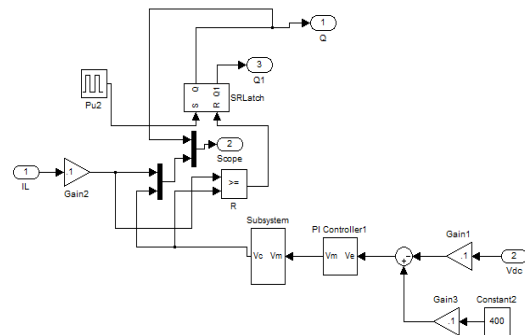 1
Q
3
Q1
Q Q1
S R
SRLatch
Pu2
2
Scope
1
IL
.1
Gain2
>=
R
Subsystem
Vc Vm
PI Controller1
Vm Ve
Gain1
.1
2
Vdc
+
-
Gain3
.1
Constant2
400